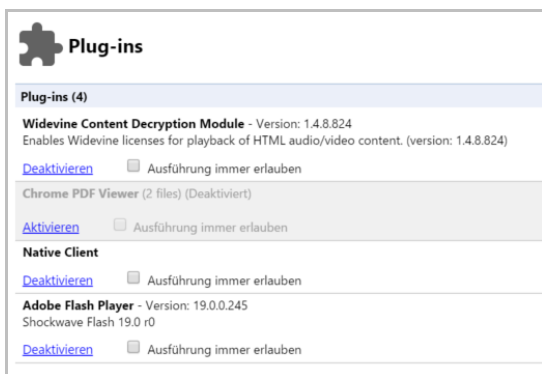 Plug-ins
Plug-ins (4)
Widevine Content Decryption Module - Version: 1.4.8.824
Enables Widevine licenses for playback of HTML audio/video content. (version: 1.4.8.824)
Deaktivieren Ausführung immer erlauben
Chrome PDF Viewer (2 files) (Deaktiviert)
Aktivieren Ausführung immer erlauben
Native Client
Deaktivieren Ausführung immer erlauben
Adobe Flash Player - Version: 19.0.0.245
Shockwave Flash 19.0 r0
Deaktivieren Ausführung immer erlauben